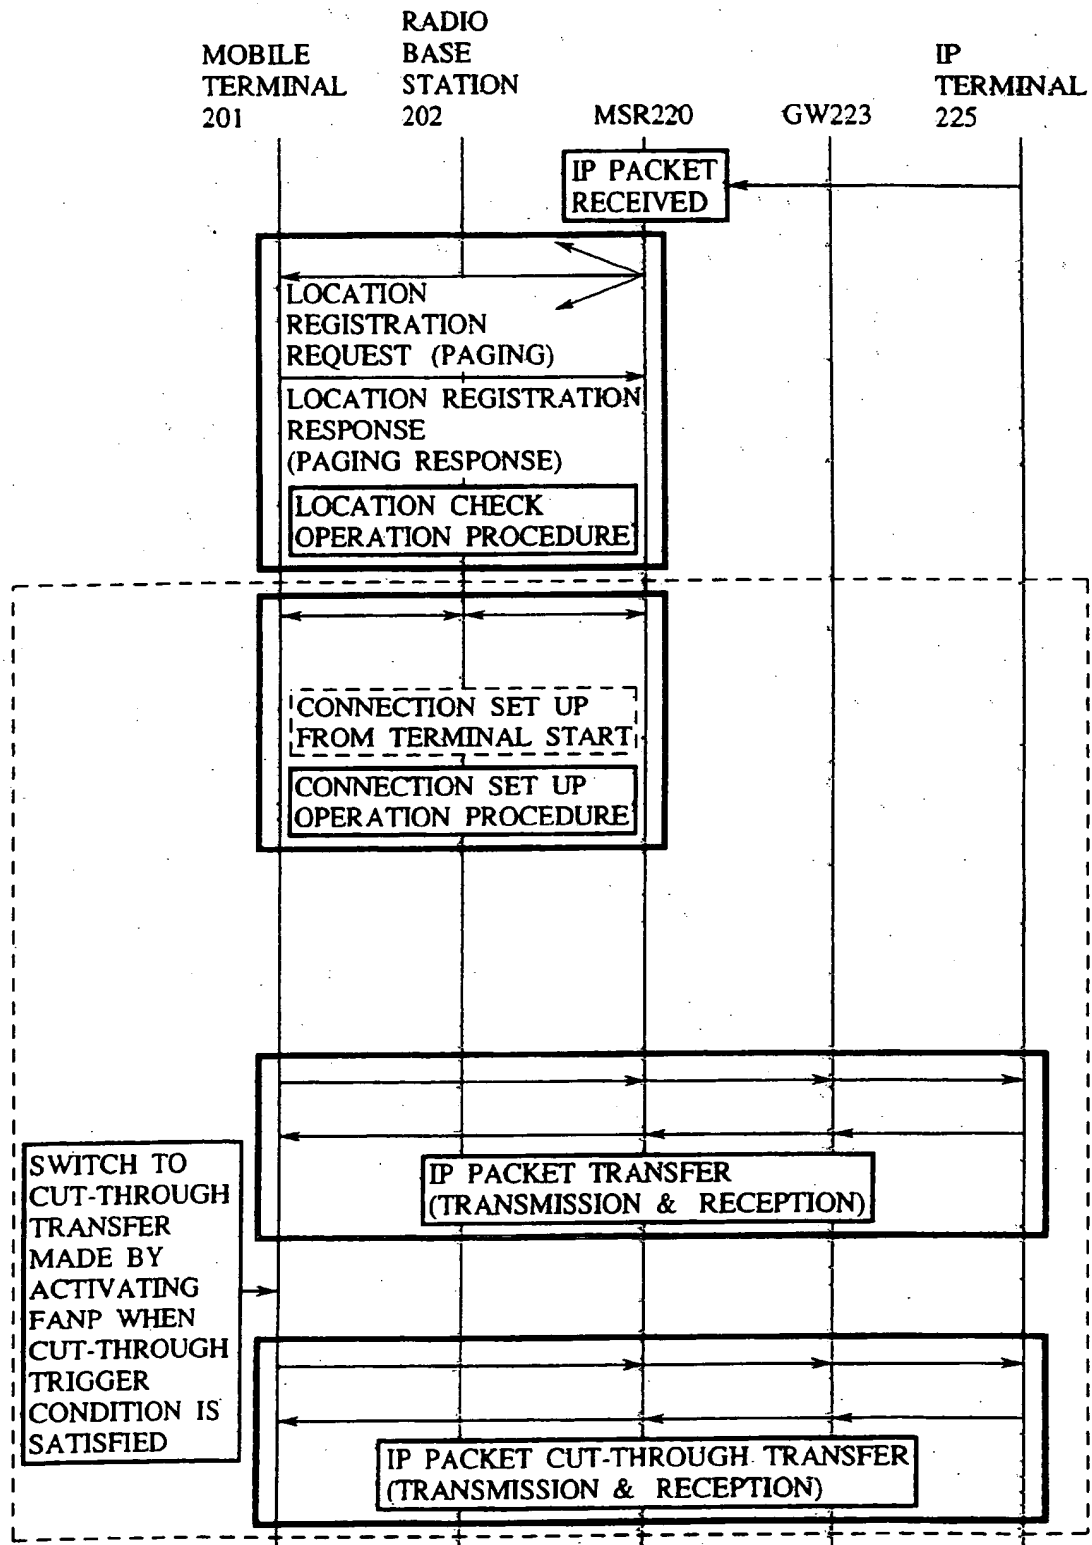 MOBILE
TERMINAL
201
RADIO
BASE
STATION
202
MSR220
GW223
IP
TERMINAL
225
IP PACKET
RECEIVED
LOCATION
REGISTRATION
REQUEST (PAGING)
LOCATION REGISTRATION
RESPONSE
(PAGING RESPONSE)
LOCATION CHECK
OPERATION PROCEDURE
CONNECTION SET UP
FROM TERMINAL START
CONNECTION SET UP
OPERATION PROCEDURE
IP PACKET TRANSFER
(TRANSMISSION & RECEPTION)
SWITCH TO
CUT-THROUGH
TRANSFER
MADE BY
ACTIVATING
FANP WHEN
CUT-THROUGH
TRIGGER
CONDITION IS
SATISFIED
IP PACKET CUT-THROUGH TRANSFER
(TRANSMISSION & RECEPTION)